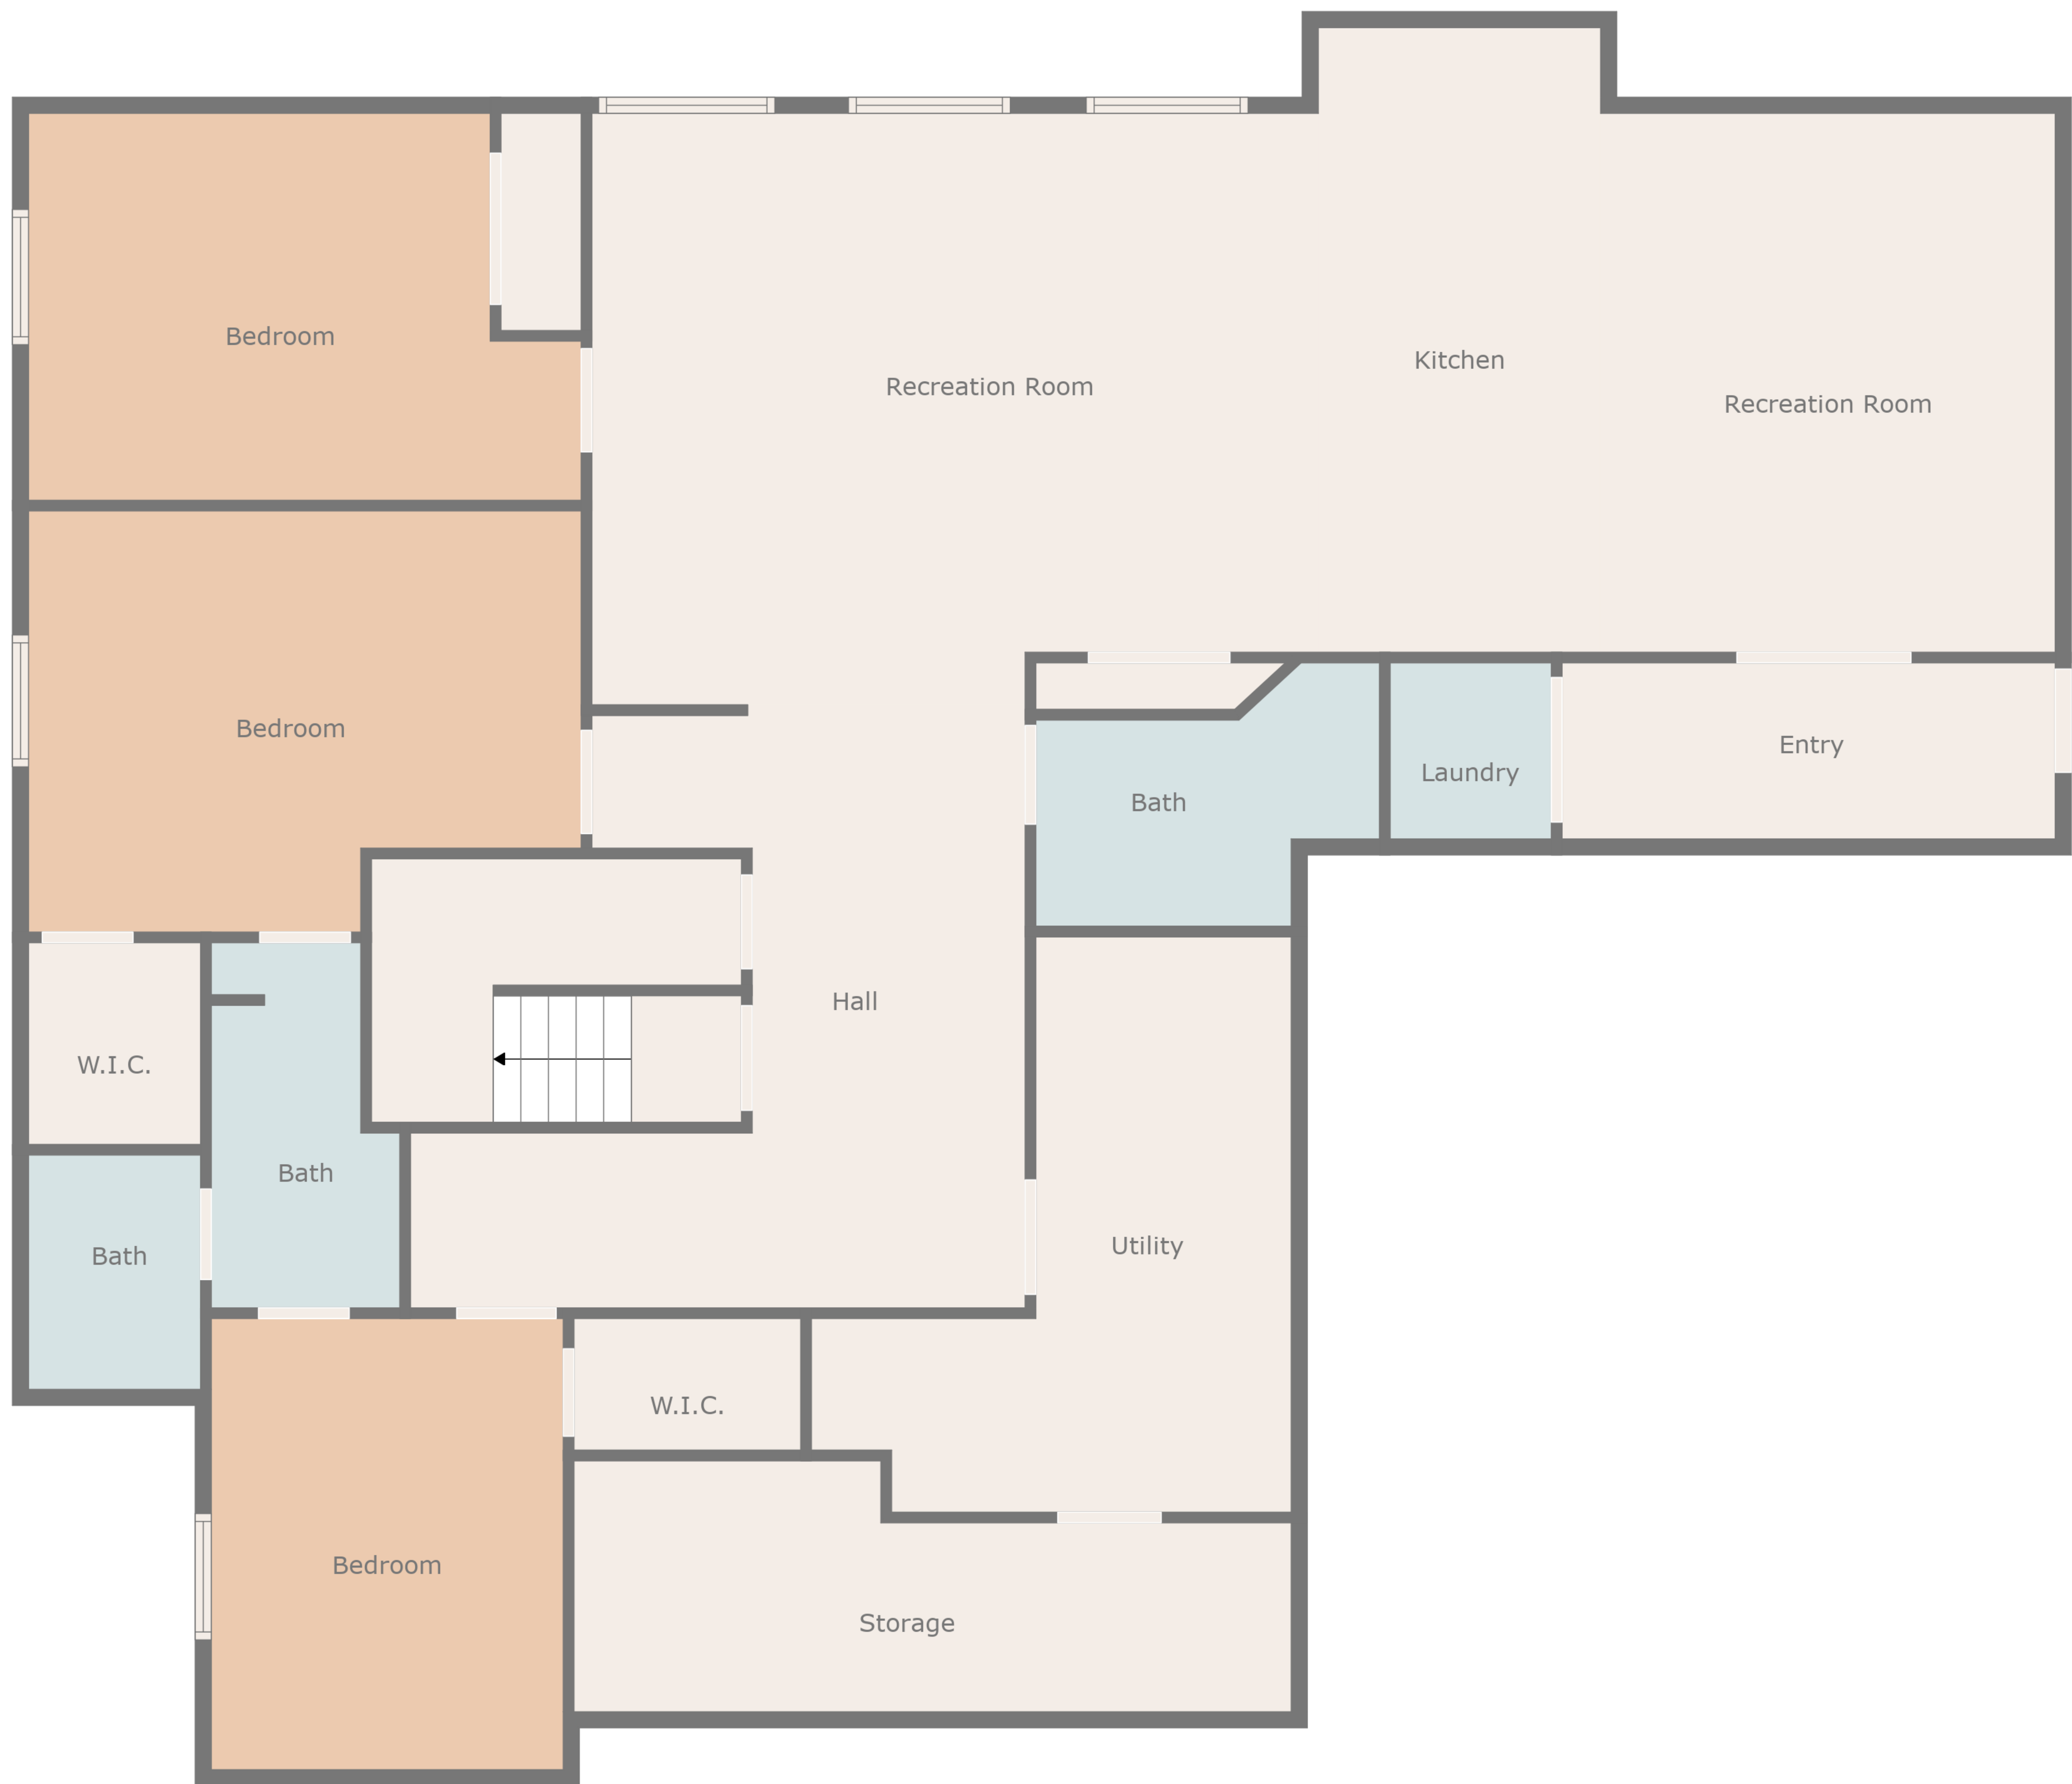 Bedroom
Recreation Room
Kitchen
Recreation Room
Bedroom
Bath
Laundry
Entry
Hall
W.I.C.
Bath
Bath
Utility
W.I.C.
Bedroom
Storage